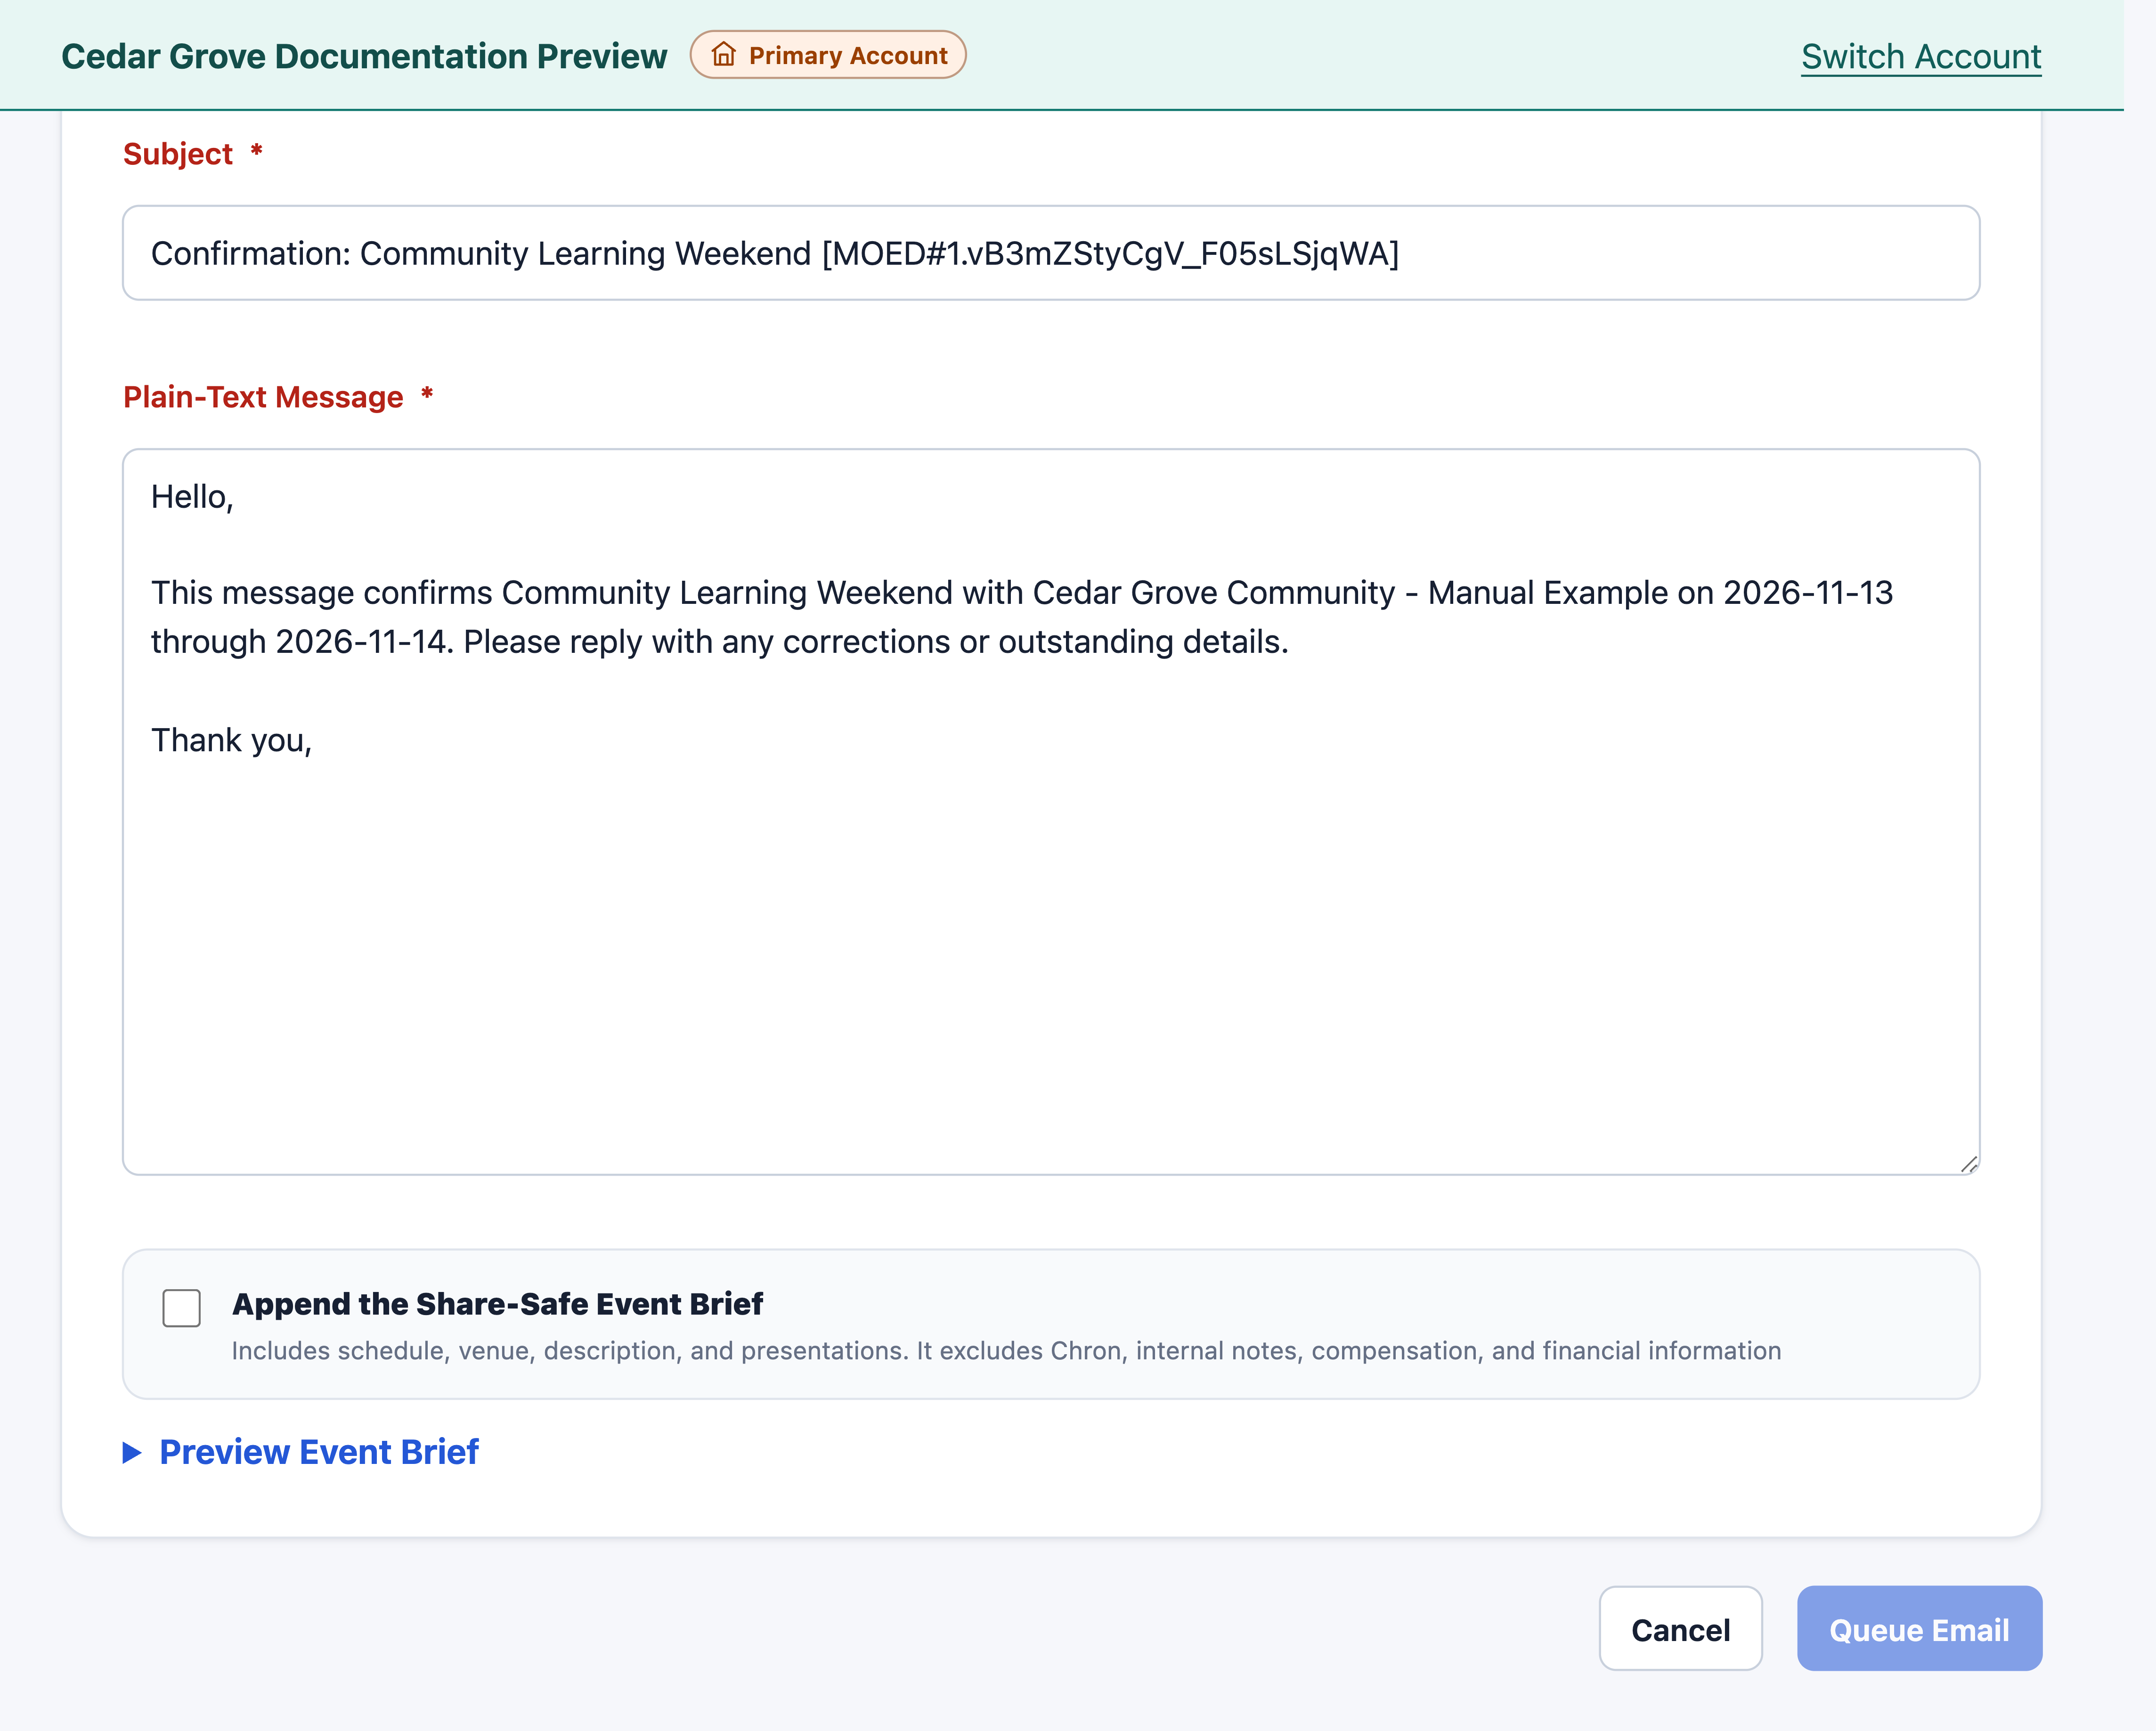 Cedar Grove Documentation Preview
Primary Account
Switch Account
Subject *
Confirmation: Community Learning Weekend [MOED#1.vB3mZStyCgV_F05sLSjqWA]
Plain-Text Message *
Hello,
This message confirms Community Learning Weekend with Cedar Grove Community - Manual Example on 2026-11-13
through 2026-11-14. Please reply with any corrections or outstanding details.
Thank you,
Append the Share-Safe Event Brief
Includes schedule, venue, description, and presentations. It excludes Chron, internal notes, compensation, and financial information
Preview Event Brief
Cancel
Queue Email